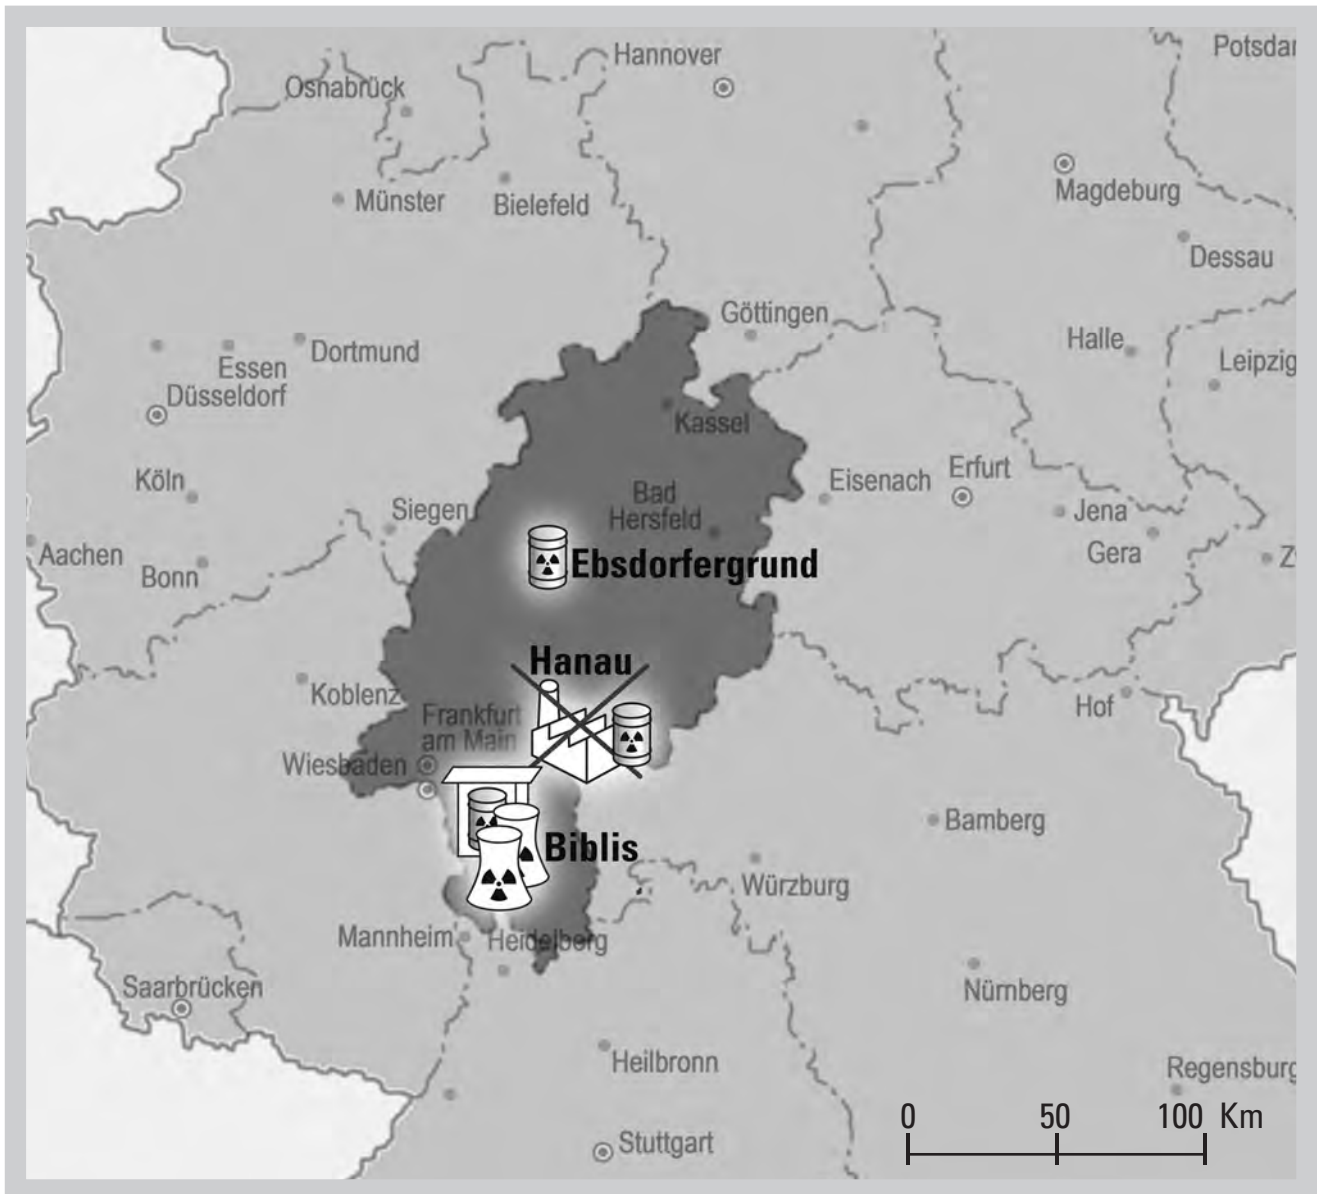 Hannover
Potsdar
Osnabrück
Magdeburg
Münster
Bielefeld
Dessau
Göttingen
Halle
Leipzig
Dortmund
Essen
Düsseldorf
Kassel
Köln
Siegen
Bad
Hersfeld
Eisenach
Erfurt
Jena
Gera
Z
Aachen
Bonn
Ebsdorfergrund
Hanau
Koblenz
Frankfurt
am Main
Hof
Wiesbaden
Bamberg
Biblis
Würzburg
Mannheim
Heidelberg
Saarbrücken
Nürnberg
Heilbronn
Regensburg
0 50 100 Km
Stuttgart